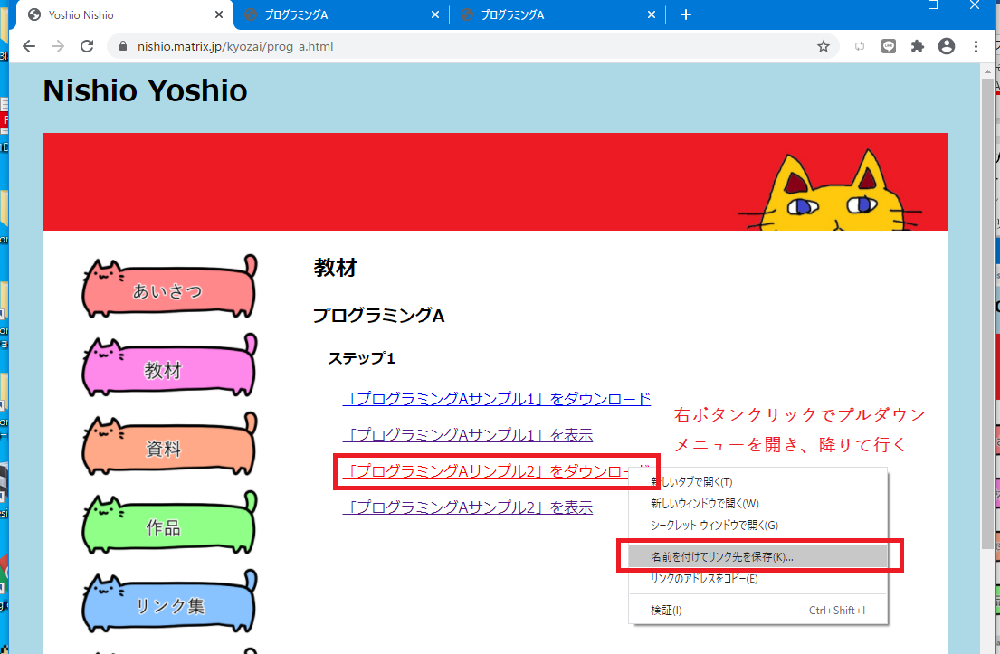 Yoshio Nishio
プログラミングA
プログラミングA
nishio.matrix.jp/kyozai/prog_a.html
Nishio Yoshio
あいさつ
教材
資料
作品
リンク集
教材
プログラミングA
ステップ1
「プログラミングAサンプル1」をダウンロード
「プログラミングAサンプル1」を表示
「プログラミングAサンプル2」をダウンロード
「プログラミングAサンプル2」を表示
右ボタンクリックでプルダウン
メニューを開き、降りて行く
新しいタブで開く(T)
新しいウィンドウで開く(W)
シークレット ウィンドウで開く(G)
名前を付けてリンク先を保存(K)...
リンクのアドレスをコピー(E)
検証(I) Ctrl+Shift+I